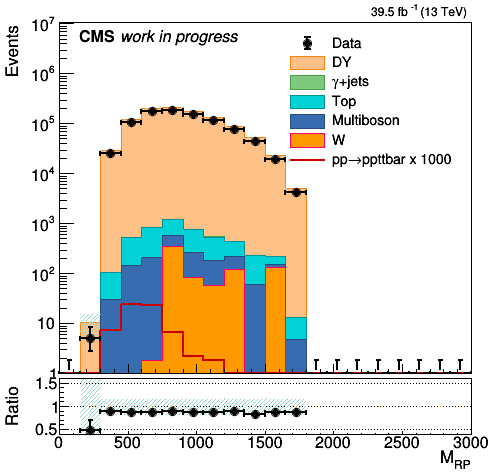 39.5 fb⁻¹ (13 TeV)
CMS work in progress
Events
10⁷
10⁶
10⁵
10⁴
10³
10²
10
1
Data
DY
γ+jets
Top
Multiboson
W
pp→ppttbar x 1000
Ratio
1.5
1
0.5
0 500 1000 1500 2000 2500 3000
M_RP